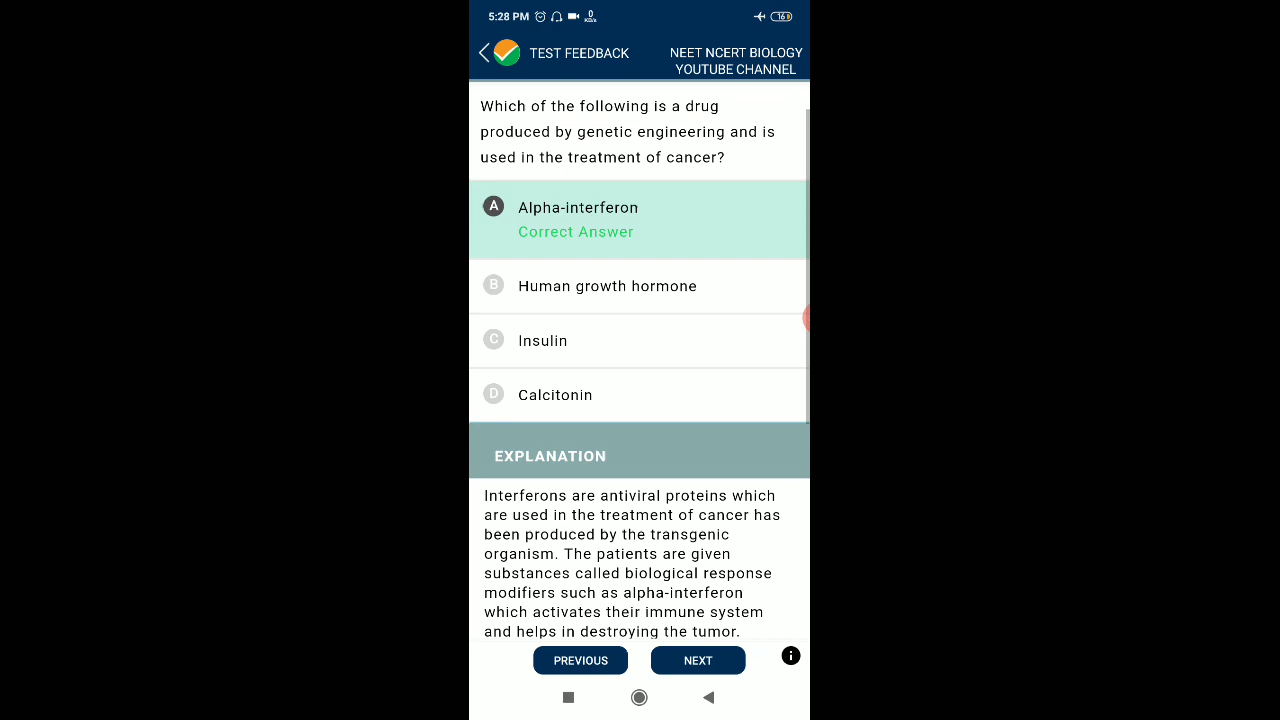 5:28 PM 0 KB/s 16
TEST FEEDBACK
NEET NCERT BIOLOGY
YOUTUBE CHANNEL
Which of the following is a drug
produced by genetic engineering and is
used in the treatment of cancer?
A Alpha-interferon
Correct Answer
B Human growth hormone
C Insulin
D Calcitonin
EXPLANATION
Interferons are antiviral proteins which
are used in the treatment of cancer has
been produced by the transgenic
organism. The patients are given
substances called biological response
modifiers such as alpha-interferon
which activates their immune system
and helps in destroying the tumor.
PREVIOUS
NEXT